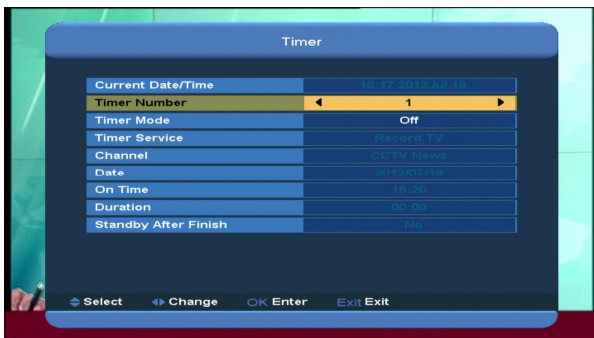 Timer
Current Date/Time 16:17 2012Jul.19
Timer Number 1
Timer Mode Off
Timer Service Record TV
Channel CCTV News
Date 2012/07/19
On Time 16:20
Duration 00:00
Standby After Finish No
Select Change OK Enter Exit Exit